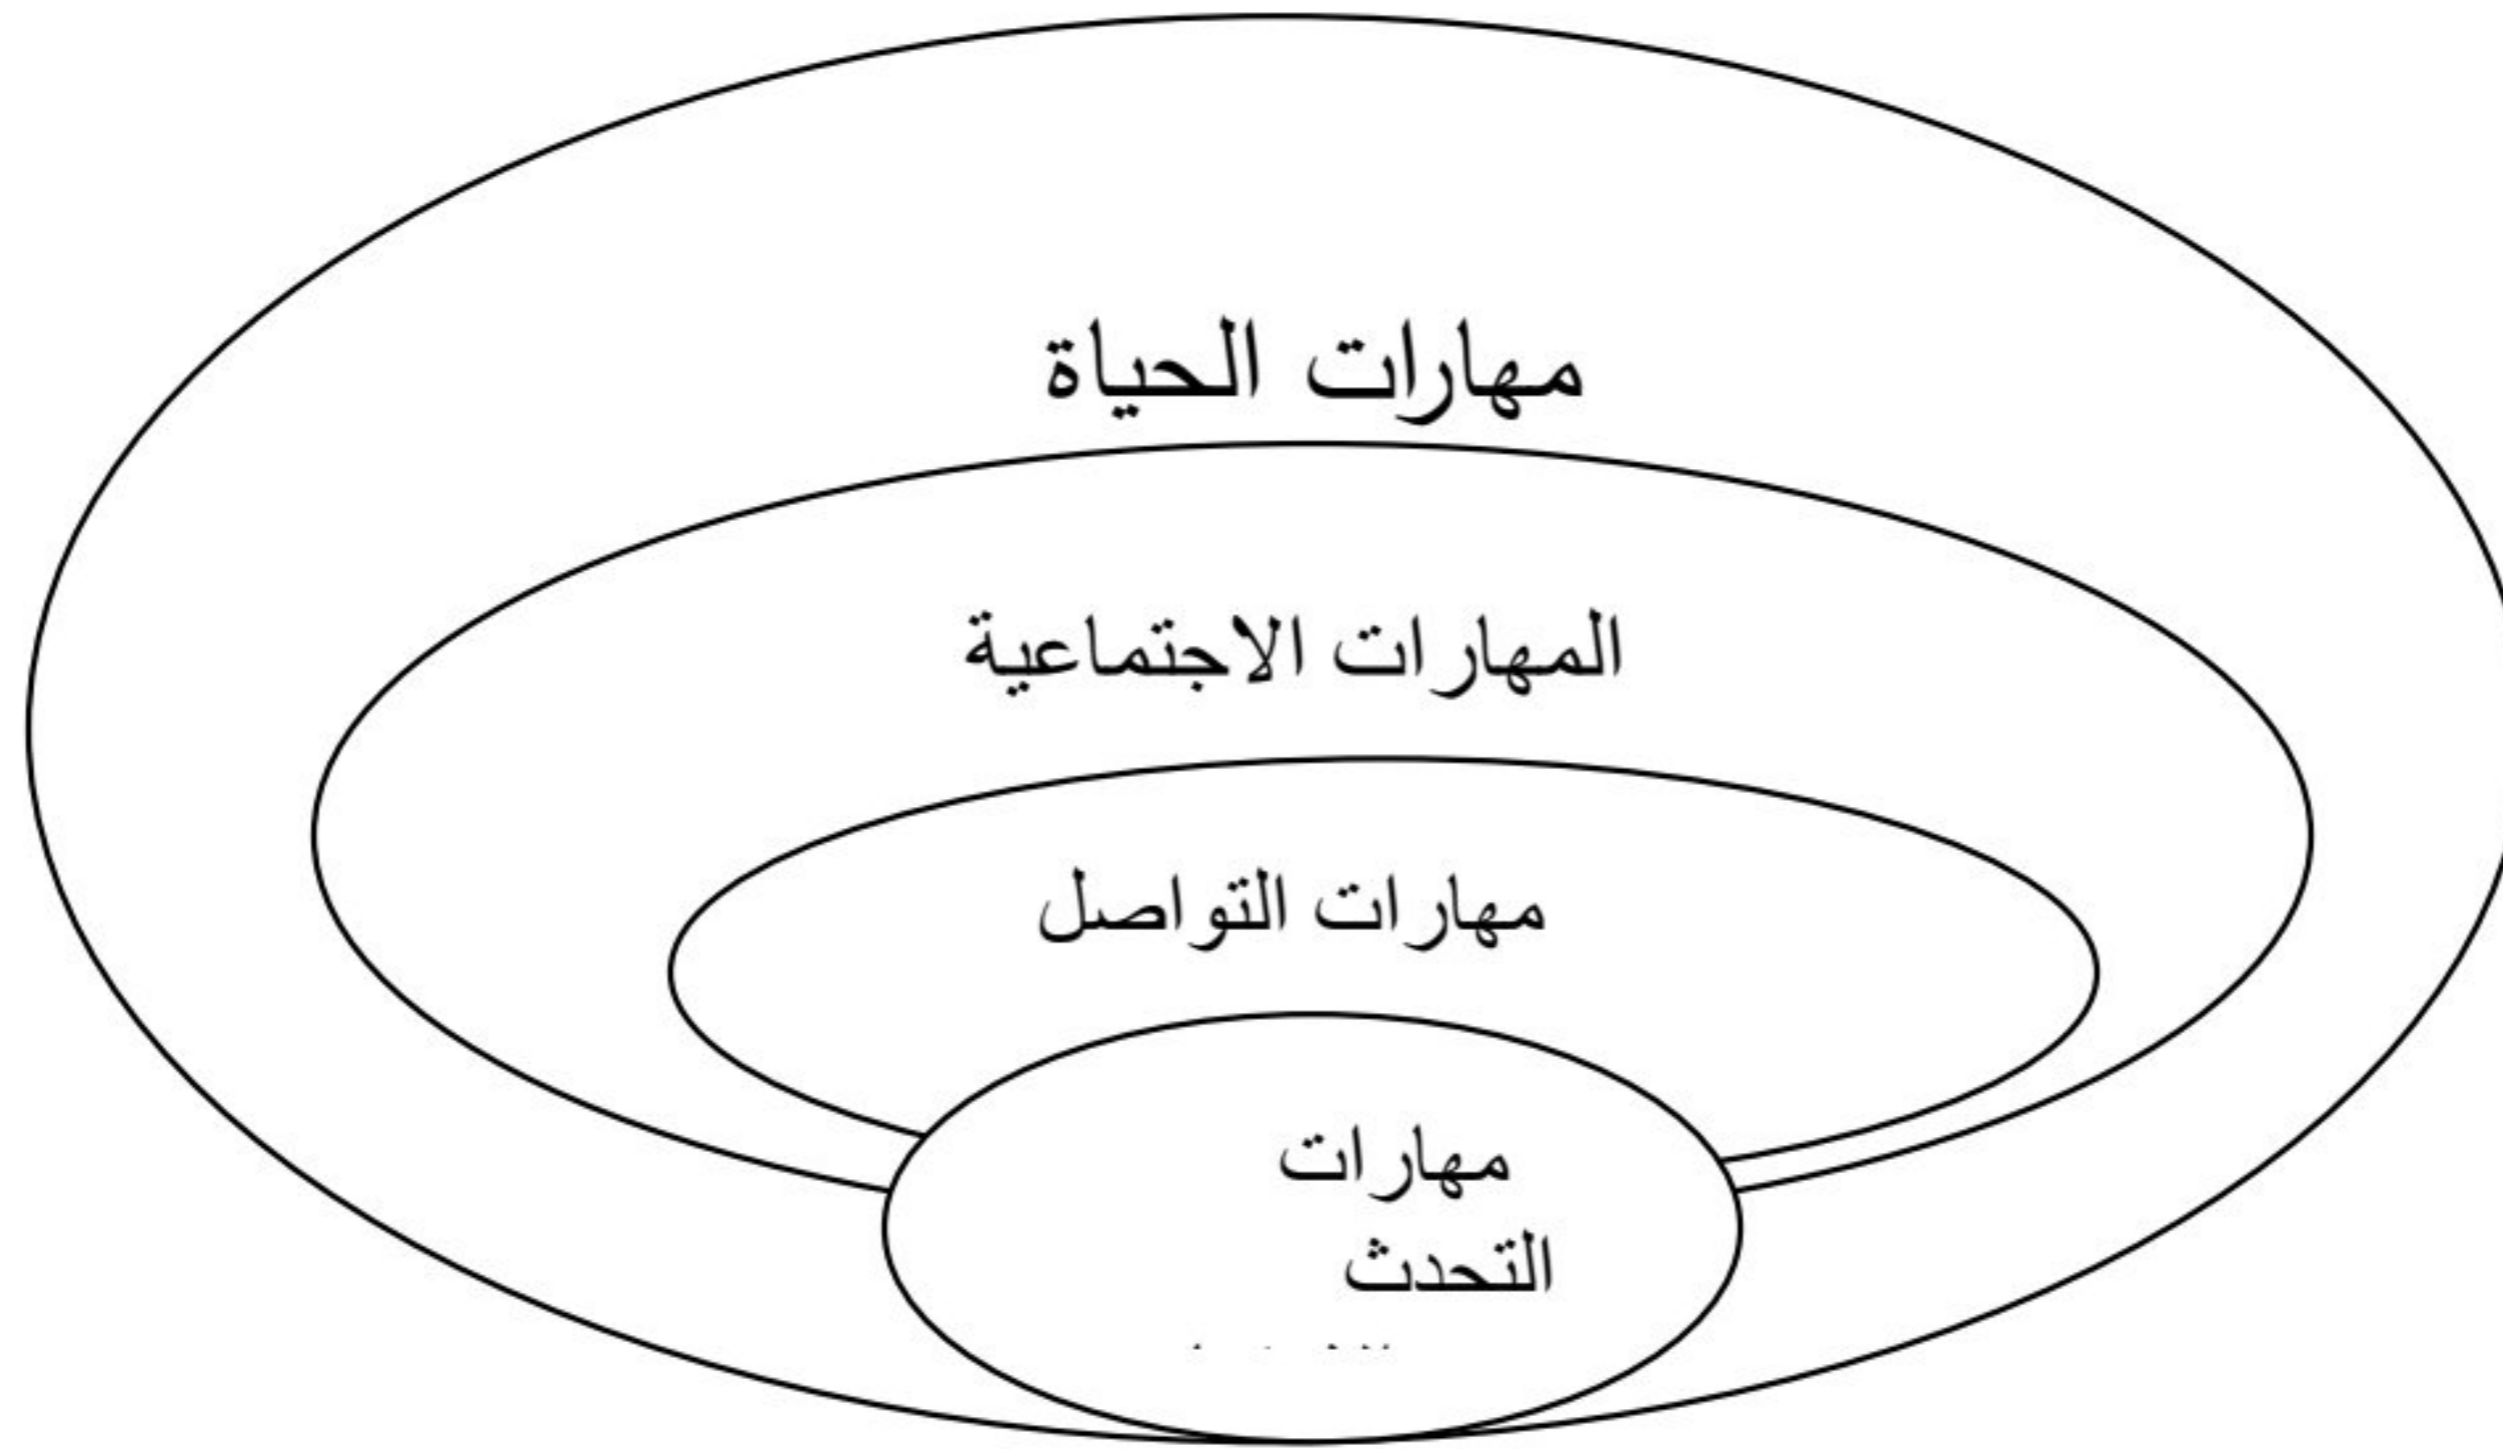 مهارات الحياة
المهارات الاجتماعية
مهارات التواصل
مهارات
التحدث